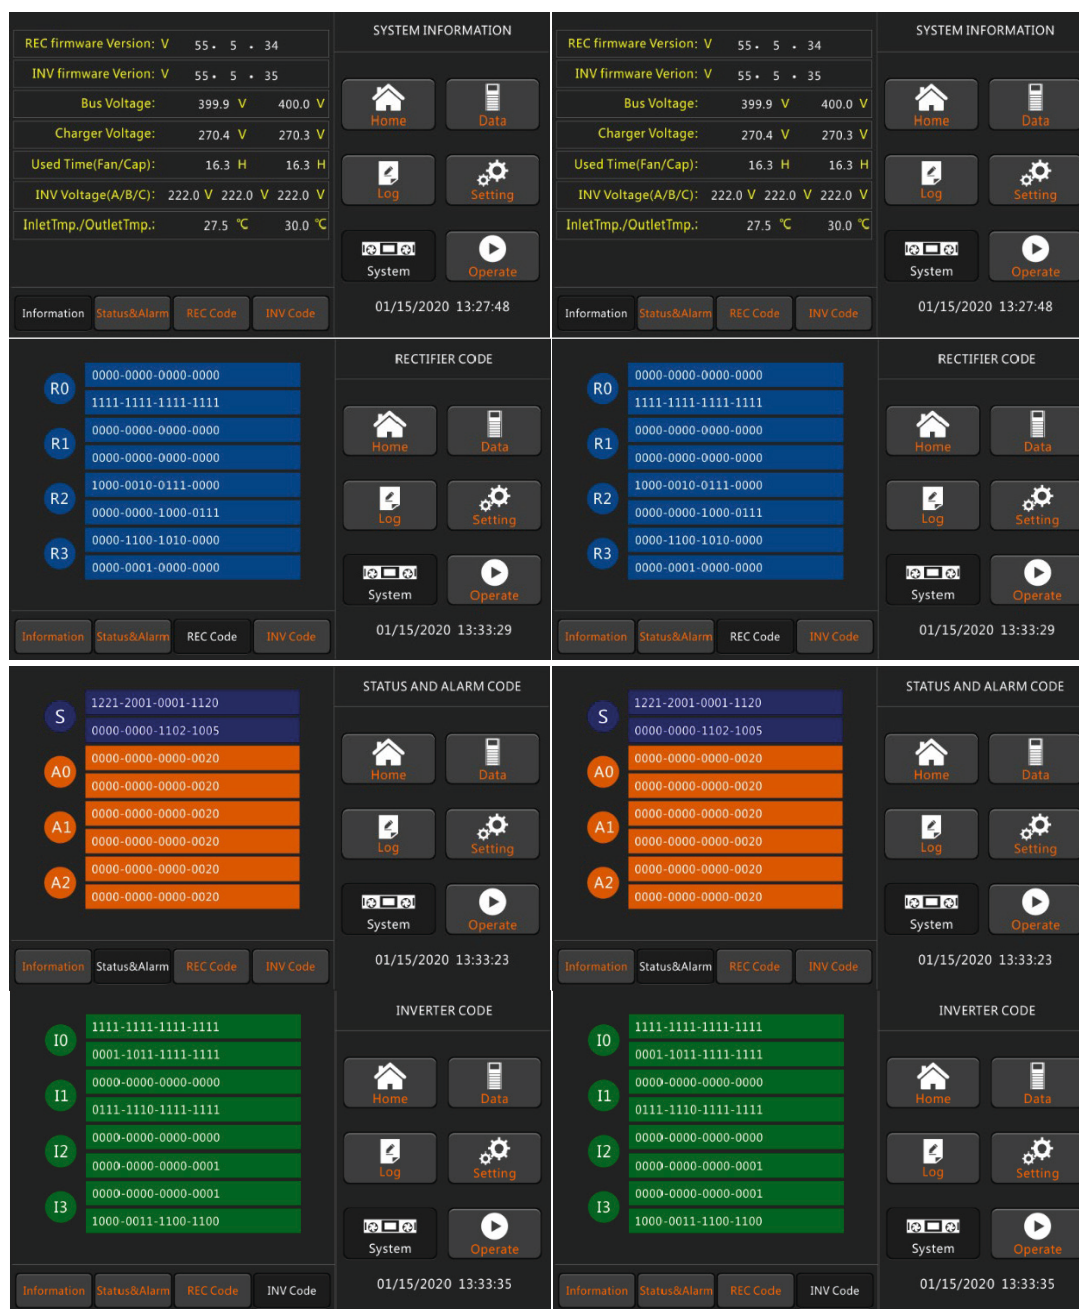 SYSTEM INFORMATION
REC firmware Version: V 55. 5 . 34
INV firmware Verion: V 55. 5 . 35
Bus Voltage: 399.9 V 400.0 V
Charger Voltage: 270.4 V 270.3 V
Used Time(Fan/Cap): 16.3 H 16.3 H
INV Voltage(A/B/C): 222.0 V 222.0 V 222.0 V
InletTmp./OutletTmp.: 27.5 ℃ 30.0 ℃
Home Data
Log Setting
System Operate
Information Status&Alarm REC Code INV Code
01/15/2020 13:27:48
SYSTEM INFORMATION
REC firmware Version: V 55. 5 . 34
INV firmware Verion: V 55. 5 . 35
Bus Voltage: 399.9 V 400.0 V
Charger Voltage: 270.4 V 270.3 V
Used Time(Fan/Cap): 16.3 H 16.3 H
INV Voltage(A/B/C): 222.0 V 222.0 V 222.0 V
InletTmp./OutletTmp.: 27.5 ℃ 30.0 ℃
Home Data
Log Setting
System Operate
Information Status&Alarm REC Code INV Code
01/15/2020 13:27:48
RECTIFIER CODE
R0 0000-0000-0000-0000
1111-1111-1111-1111
R1 0000-0000-0000-0000
0000-0000-0000-0000
R2 1000-0010-0111-0000
0000-0000-1000-0111
R3 0000-1100-1010-0000
0000-0001-0000-0000
Home Data
Log Setting
System Operate
Information Status&Alarm REC Code INV Code
01/15/2020 13:33:29
RECTIFIER CODE
R0 0000-0000-0000-0000
1111-1111-1111-1111
R1 0000-0000-0000-0000
0000-0000-0000-0000
R2 1000-0010-0111-0000
0000-0000-1000-0111
R3 0000-1100-1010-0000
0000-0001-0000-0000
Home Data
Log Setting
System Operate
Information Status&Alarm REC Code INV Code
01/15/2020 13:33:29
STATUS AND ALARM CODE
S 1221-2001-0001-1120
0000-0000-1102-1005
A0 0000-0000-0000-0020
0000-0000-0000-0020
A1 0000-0000-0000-0020
0000-0000-0000-0020
A2 0000-0000-0000-0020
0000-0000-0000-0020
Home Data
Log Setting
System Operate
Information Status&Alarm REC Code INV Code
01/15/2020 13:33:23
STATUS AND ALARM CODE
S 1221-2001-0001-1120
0000-0000-1102-1005
A0 0000-0000-0000-0020
0000-0000-0000-0020
A1 0000-0000-0000-0020
0000-0000-0000-0020
A2 0000-0000-0000-0020
0000-0000-0000-0020
Home Data
Log Setting
System Operate
Information Status&Alarm REC Code INV Code
01/15/2020 13:33:23
INVERTER CODE
I0 1111-1111-1111-1111
0001-1011-1111-1111
I1 0000-0000-0000-0000
0111-1110-1111-1111
I2 0000-0000-0000-0000
0000-0000-0000-0001
I3 0000-0000-0000-0001
1000-0011-1100-1100
Home Data
Log Setting
System Operate
Information Status&Alarm REC Code INV Code
01/15/2020 13:33:35
INVERTER CODE
I0 1111-1111-1111-1111
0001-1011-1111-1111
I1 0000-0000-0000-0000
0111-1110-1111-1111
I2 0000-0000-0000-0000
0000-0000-0000-0001
I3 0000-0000-0000-0001
1000-0011-1100-1100
Home Data
Log Setting
System Operate
Information Status&Alarm REC Code INV Code
01/15/2020 13:33:35